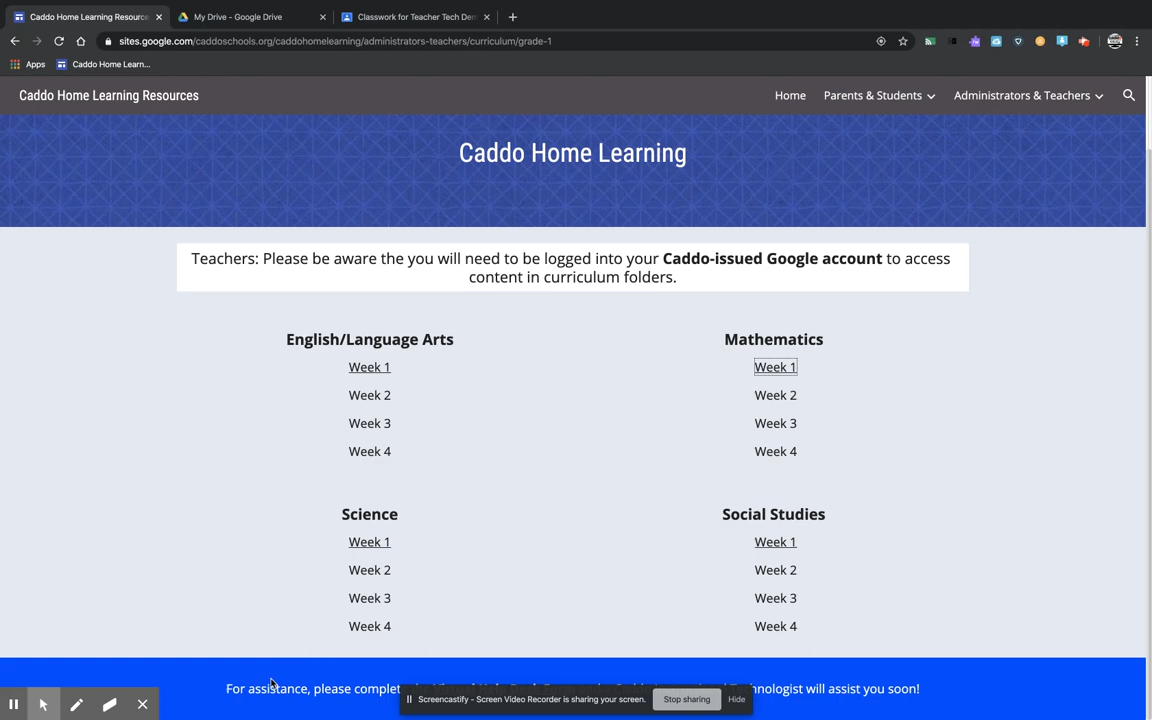 Caddo Home Learning Resource
My Drive - Google Drive
Classwork for Teacher Tech Den
sites.google.com/caddoschools.org/caddohomelearning/administrators-teachers/curriculum/grade-1
Apps
Caddo Home Learn...
Caddo Home Learning Resources
Home
Parents & Students
Administrators & Teachers
Caddo Home Learning
Teachers: Please be aware the you will need to be logged into your Caddo-issued Google account to access
content in curriculum folders.
English/Language Arts
Week 1
Week 2
Week 3
Week 4
Mathematics
Week 1
Week 2
Week 3
Week 4
Science
Week 1
Week 2
Week 3
Week 4
Social Studies
Week 1
Week 2
Week 3
Week 4
For assistance, please complet will assist you soon!
Screencastify - Screen Video Recorder is sharing your screen.
Stop sharing
Hide